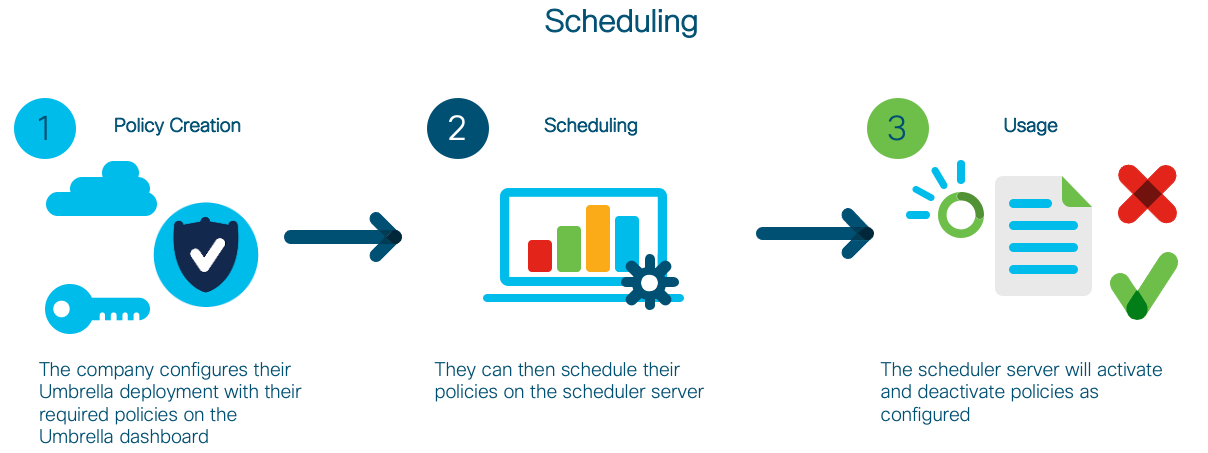 Scheduling
1
Policy Creation
The company configures their
Umbrella deployment with their
required policies on the
Umbrella dashboard
2
Scheduling
They can then schedule their
policies on the scheduler server
3
Usage
The scheduler server will activate
and deactivate policies as
configured